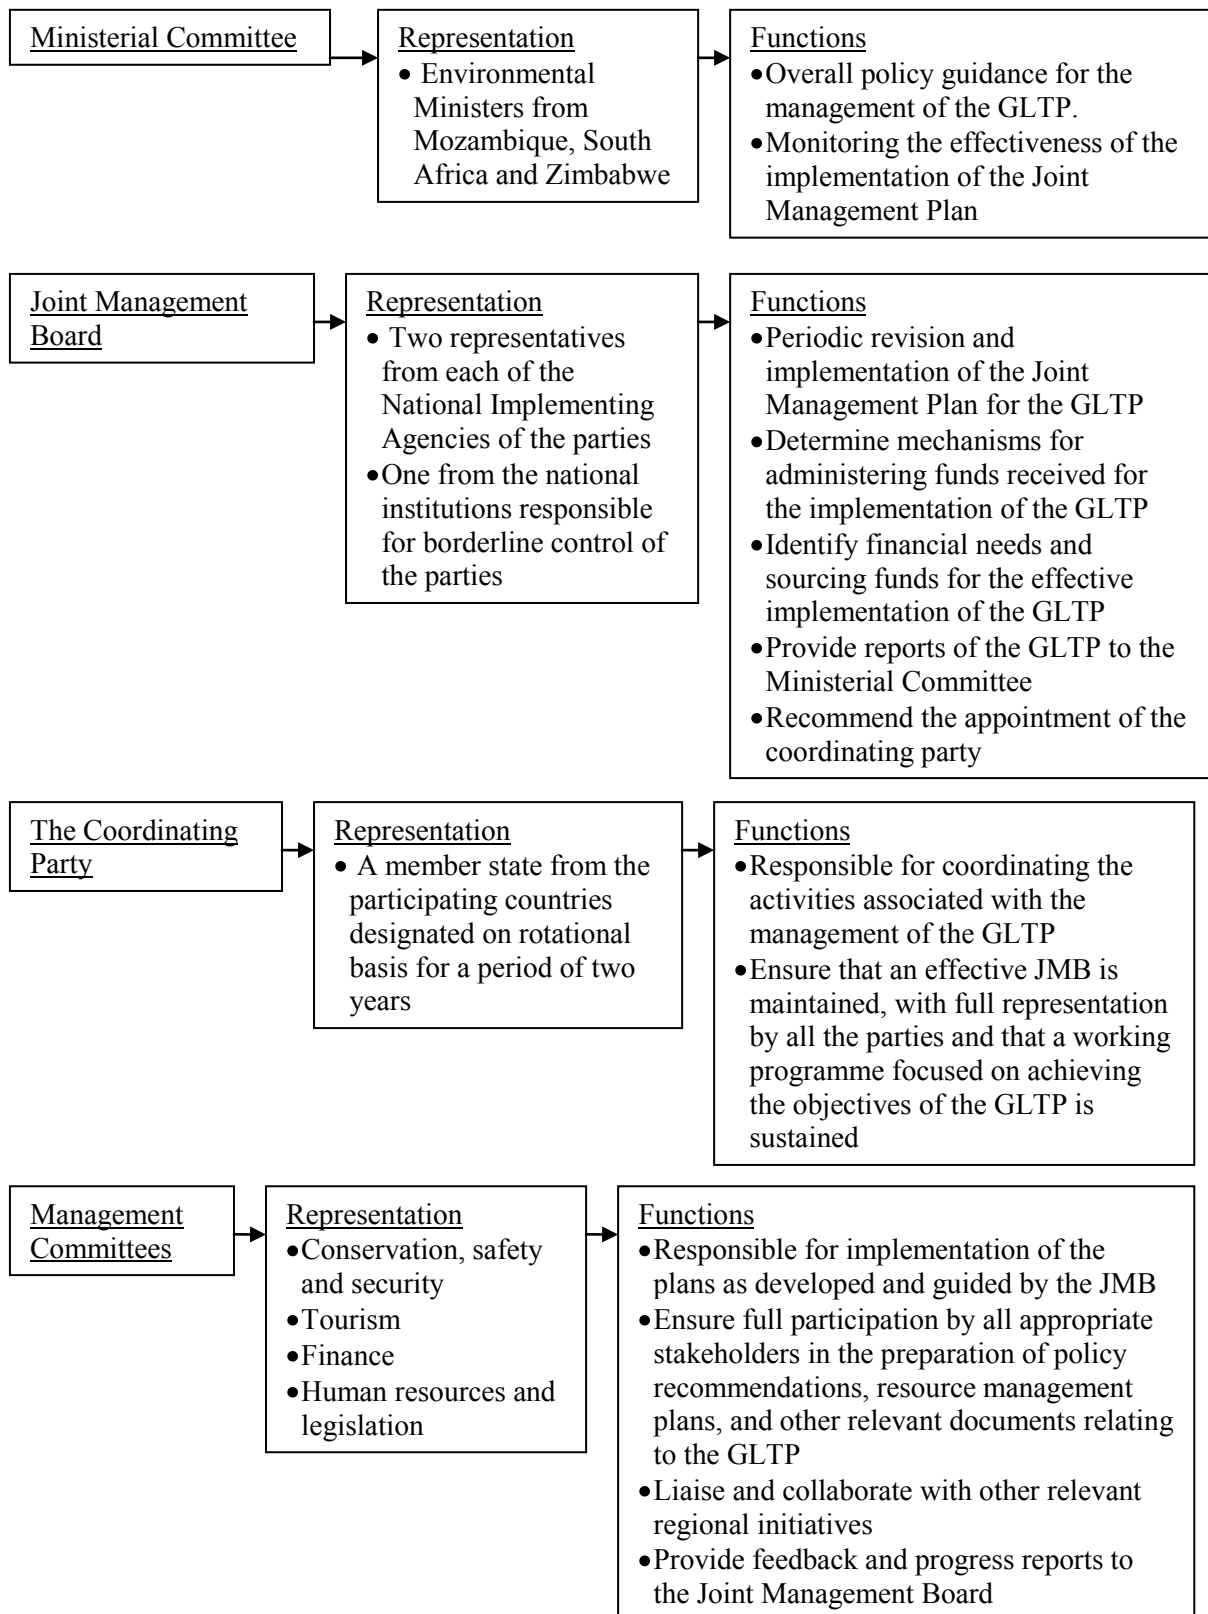 Ministerial Committee
Representation
• Environmental
Ministers from
Mozambique, South
Africa and Zimbabwe
Functions
•Overall policy guidance for the
management of the GLTP.
•Monitoring the effectiveness of the
implementation of the Joint
Management Plan
Joint Management
Board
Representation
• Two representatives
from each of the
National Implementing
Agencies of the parties
•One from the national
institutions responsible
for borderline control of
the parties
Functions
•Periodic revision and
implementation of the Joint
Management Plan for the GLTP
•Determine mechanisms for
administering funds received for
the implementation of the GLTP
•Identify financial needs and
sourcing funds for the effective
implementation of the GLTP
•Provide reports of the GLTP to the
Ministerial Committee
•Recommend the appointment of the
coordinating party
The Coordinating
Party
Representation
• A member state from the
participating countries
designated on rotational
basis for a period of two
years
Functions
•Responsible for coordinating the
activities associated with the
management of the GLTP
•Ensure that an effective JMB is
maintained, with full representation
by all the parties and that a working
programme focused on achieving
the objectives of the GLTP is
sustained
Management
Committees
Representation
•Conservation, safety
and security
•Tourism
•Finance
•Human resources and
legislation
Functions
•Responsible for implementation of the
plans as developed and guided by the JMB
•Ensure full participation by all appropriate
stakeholders in the preparation of policy
recommendations, resource management
plans, and other relevant documents relating
to the GLTP
•Liaise and collaborate with other relevant
regional initiatives
•Provide feedback and progress reports to
the Joint Management Board